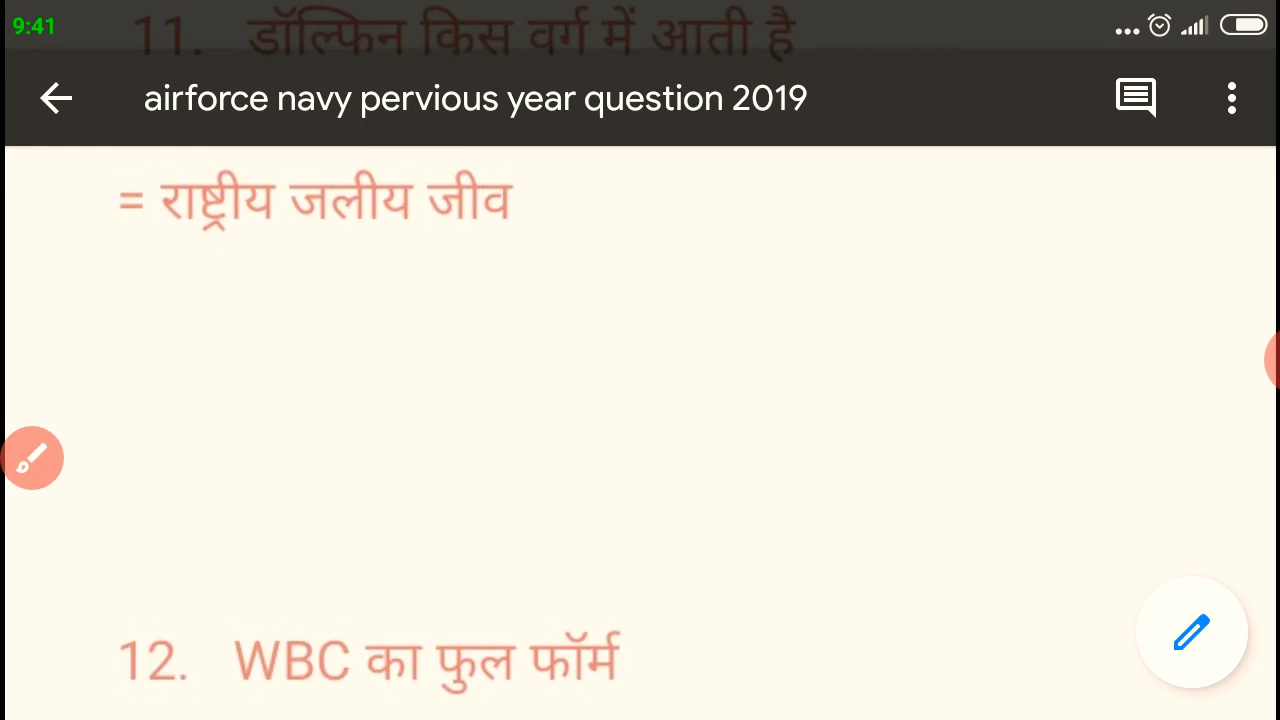 9:41
11. डॉल्फिन किस वर्ग में आती है
airforce navy pervious year question 2019
= राष्ट्रीय जलीय जीव
12. WBC का फुल फॉर्म